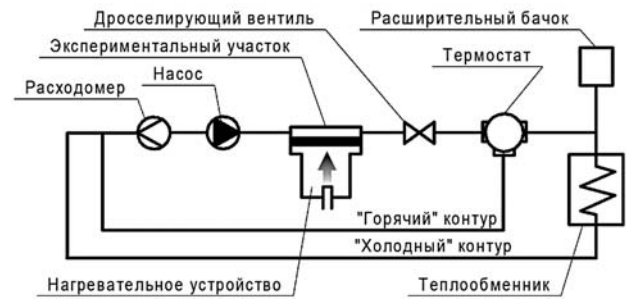 Дросселирующий вентиль
Расширительный бачок
Экспериментальный участок
Термостат
Насос
Расходомер
"Горячий" контур
"Холодный" контур
Нагревательное устройство
Теплообменник